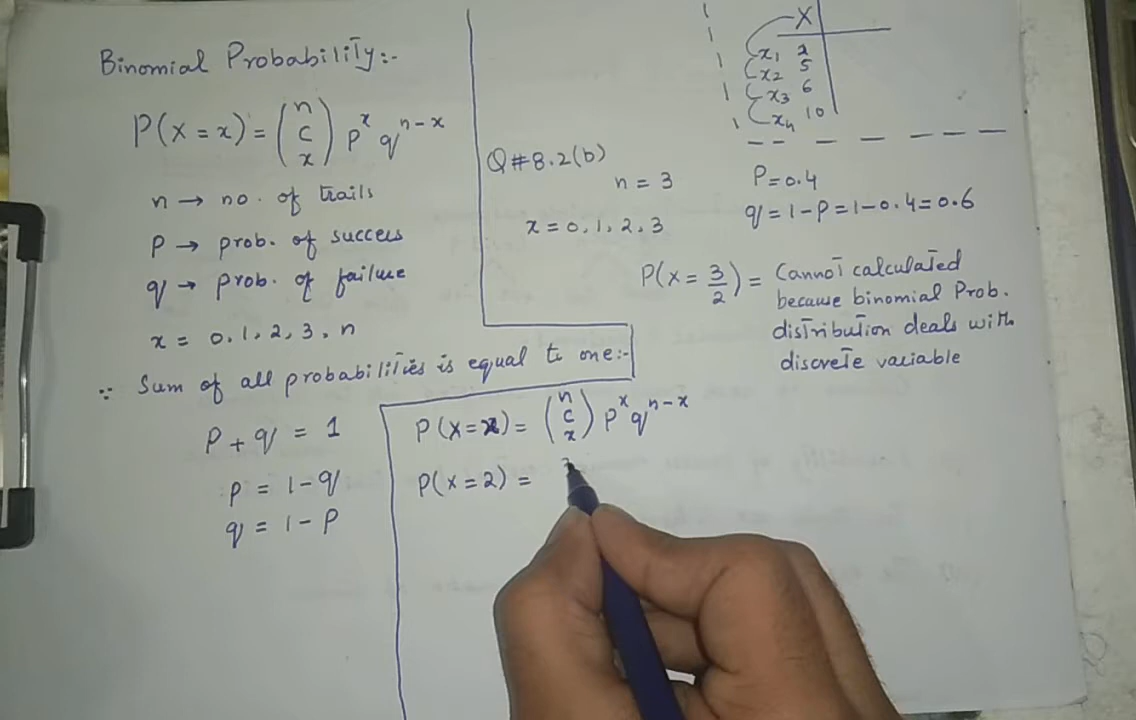 Binomial Probability:-
P(X = x) = (n c x) p^x q^n-x
n → no. of trails
P → prob. of success
q → prob. of failure
x = 0, 1, 2, 3, n
∵ Sum of all probabilities is equal to one:-
P + q = 1
P = 1 - q
q = 1 - P
Q#8.2(b)
n = 3
x = 0, 1, 2, 3
X
x1 2
x2 5
x3 6
x4 10
P = 0.4
q = 1 - P = 1 - 0.4 = 0.6
P(X = 3/2) = Cannot calculated
because binomial Prob.
distribution deals with
discrete variable
P(X = x) = (n c x) P^x q^n-x
P(X = 2) =